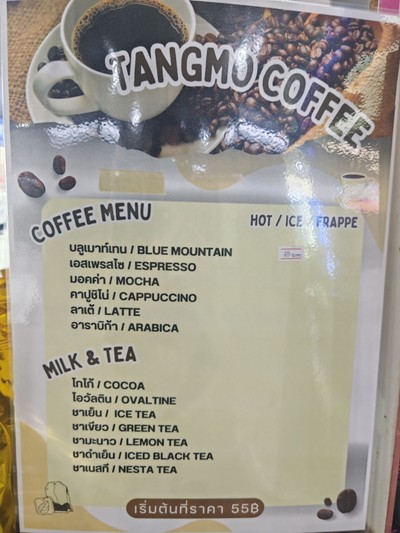 TANGMO COFFEE
COFFEE MENU
HOT / ICE / FRAPPE
บลูเมาท์เทน / BLUE MOUNTAIN
เอสเพรสโซ / ESPRESSO
มอคค่า / MOCHA
คาปูชิโน่ / CAPPUCCINO
ลาเต้ / LATTE
อาราบิก้า / ARABICA
MILK & TEA
โกโก้ / COCOA
โอวัลติน / OVALTINE
ชาเย็น / ICE TEA
ชาเขียว / GREEN TEA
ชามะนาว / LEMON TEA
ชาดำเย็น / ICED BLACK TEA
ชาเนสที / NESTA TEA
เริ่มต้นที่ราคา 55฿